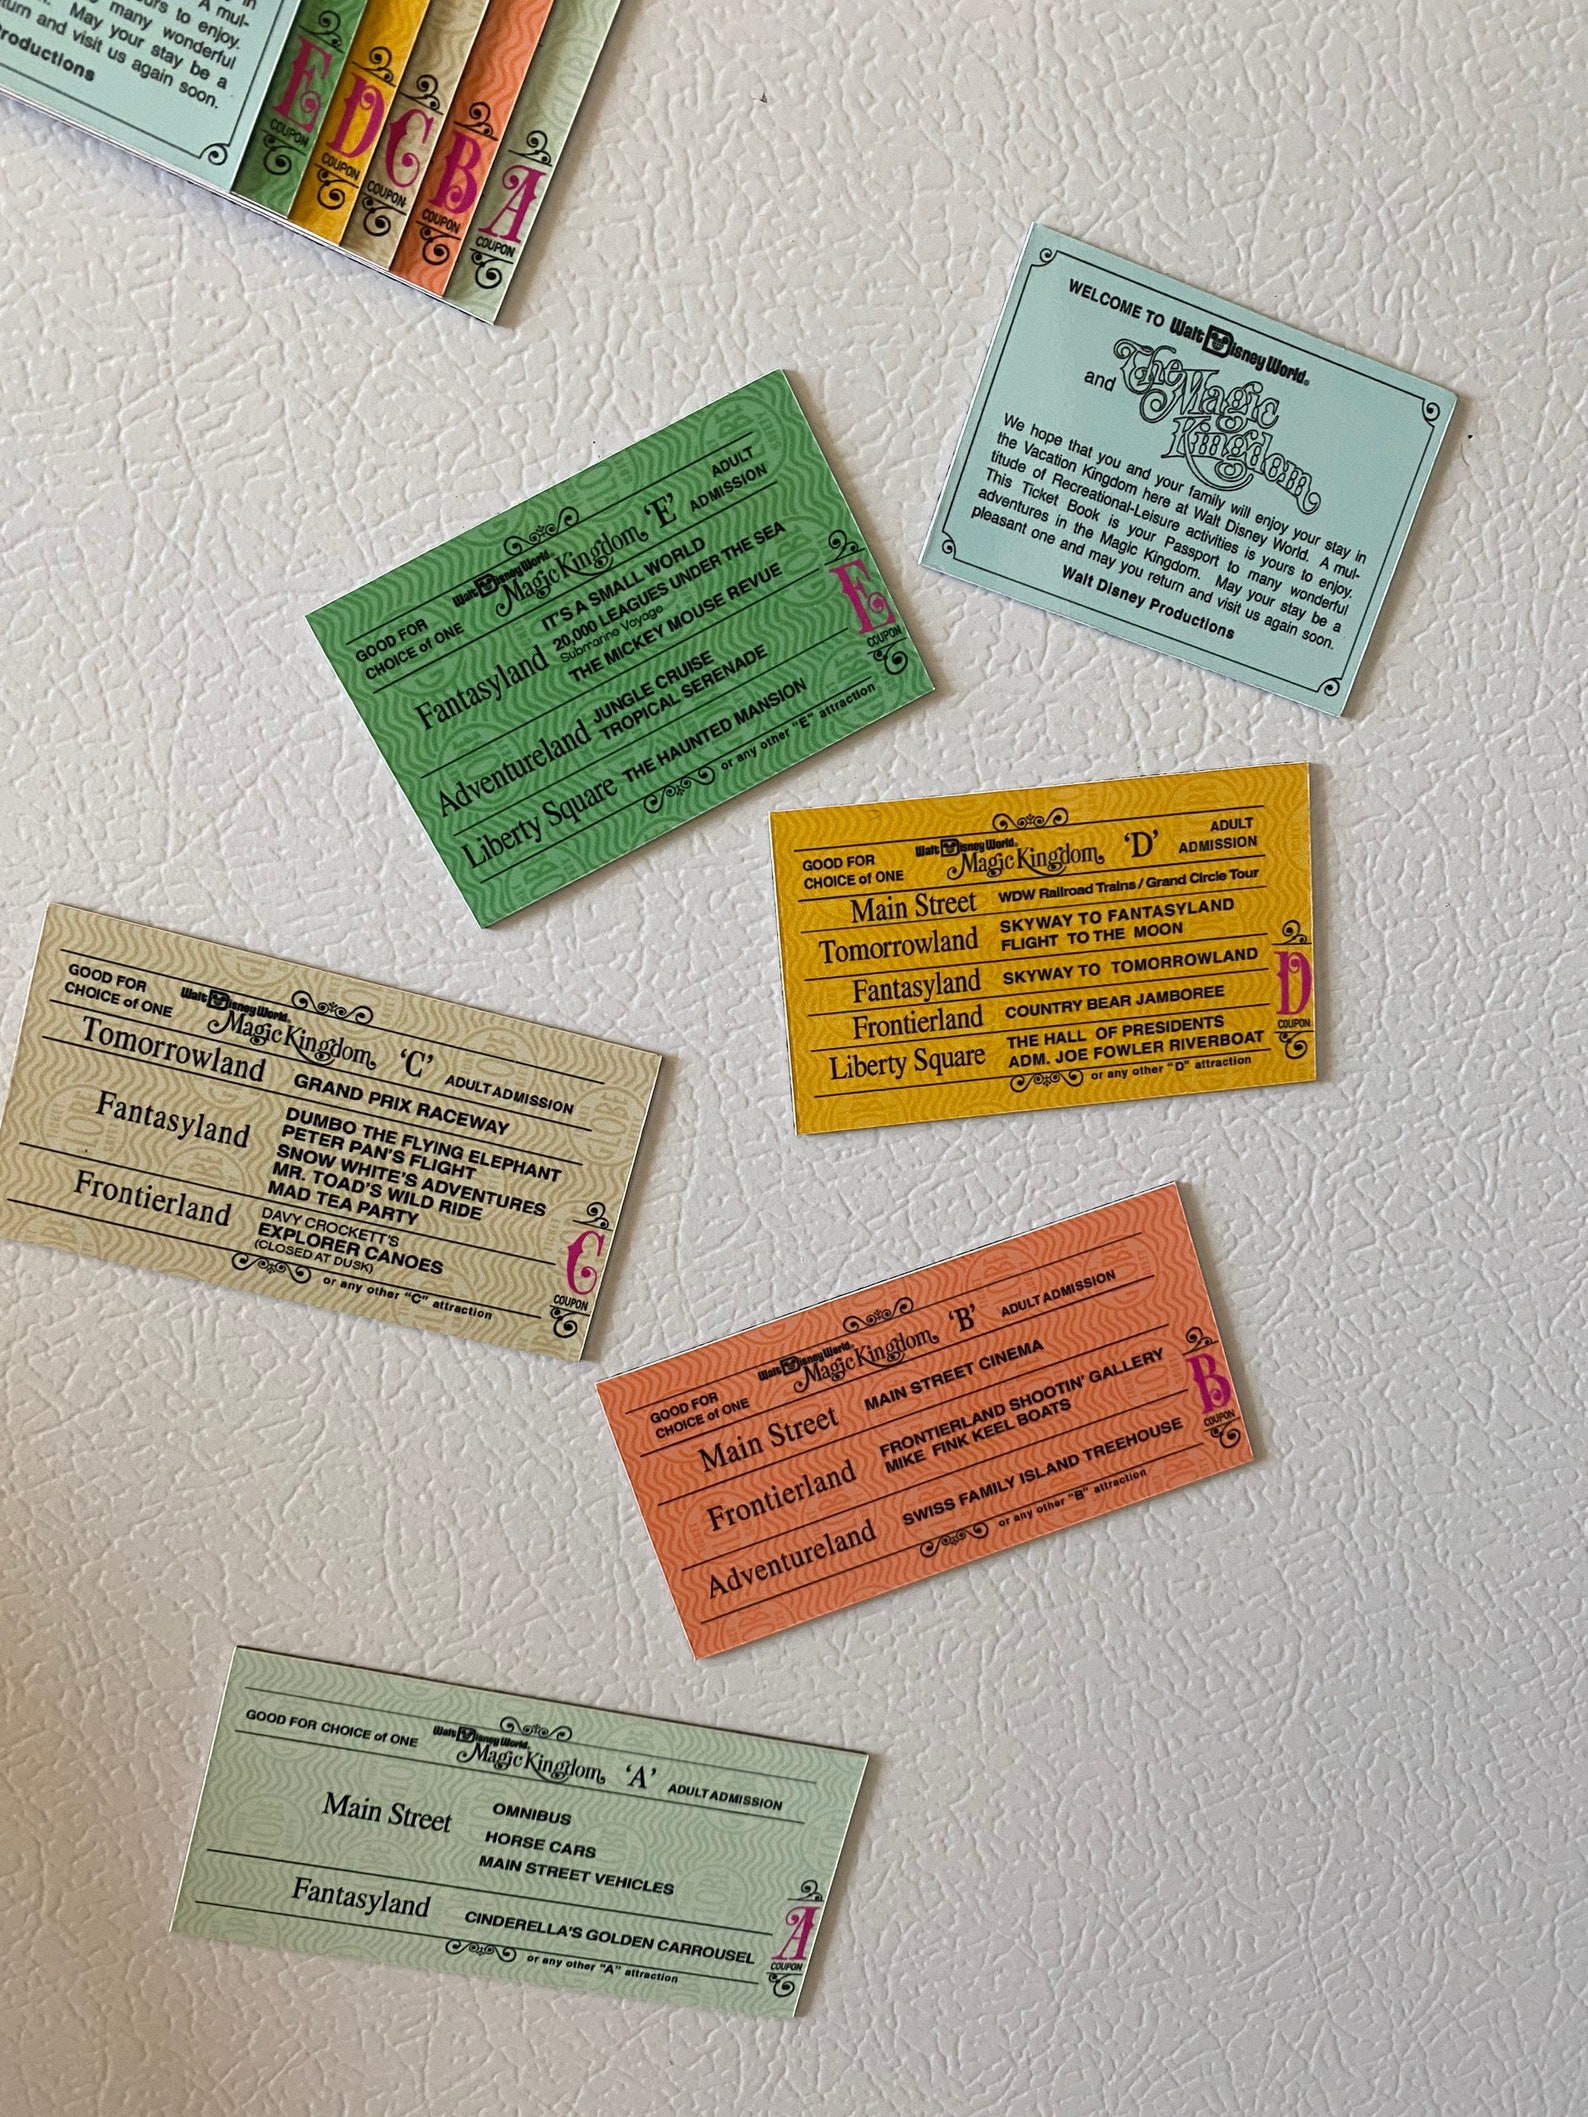 in
A mul-
ours to enjoy.
many wonderful
May your stay be a
turn and visit us again soon.
Productions
E
COUPON
D
COUPON
C
COUPON
B
COUPON
A
COUPON
WELCOME TO Walt Disney World®
and The Magic Kingdom
We hope that you and your family will enjoy your stay in
the Vacation Kingdom here at Walt Disney World. A mul-
titude of Recreational-Leisure activities is yours to enjoy.
This Ticket Book is your Passport to many wonderful
adventures in the Magic Kingdom. May your stay be a
pleasant one and may you return and visit us again soon.
Walt Disney Productions
GOOD FOR
CHOICE of ONE
Walt Disney World®
Magic Kingdom 'E'
ADULT
ADMISSION
Fantasyland
IT'S A SMALL WORLD
20,000 LEAGUES UNDER THE SEA
Submarine Voyage
THE MICKEY MOUSE REVUE
Adventureland
JUNGLE CRUISE
TROPICAL SERENADE
Liberty Square THE HAUNTED MANSION
or any other "E" attraction
E
COUPON
GOOD FOR
CHOICE of ONE
Walt Disney World®
Magic Kingdom 'D'
ADULT
ADMISSION
Main Street WDW Railroad Trains / Grand Circle Tour
Tomorrowland
SKYWAY TO FANTASYLAND
FLIGHT TO THE MOON
Fantasyland SKYWAY TO TOMORROWLAND
Frontierland COUNTRY BEAR JAMBOREE
Liberty Square
THE HALL OF PRESIDENTS
ADM. JOE FOWLER RIVERBOAT
or any other "D" attraction
D
COUPON
GOOD FOR
CHOICE of ONE
Walt Disney World®
Magic Kingdom 'C' ADULT ADMISSION
Tomorrowland GRAND PRIX RACEWAY
Fantasyland
DUMBO THE FLYING ELEPHANT
PETER PAN'S FLIGHT
SNOW WHITE'S ADVENTURES
MR. TOAD'S WILD RIDE
MAD TEA PARTY
Frontierland
DAVY CROCKETT'S
EXPLORER CANOES
(CLOSED AT DUSK)
or any other "C" attraction
C
COUPON
GOOD FOR
CHOICE of ONE
Walt Disney World®
Magic Kingdom 'B' ADULT ADMISSION
Main Street MAIN STREET CINEMA
Frontierland
FRONTIERLAND SHOOTIN' GALLERY
MIKE FINK KEEL BOATS
Adventureland SWISS FAMILY ISLAND TREEHOUSE
or any other "B" attraction
B
COUPON
GOOD FOR CHOICE of ONE
Walt Disney World®
Magic Kingdom 'A' ADULT ADMISSION
Main Street
OMNIBUS
HORSE CARS
MAIN STREET VEHICLES
Fantasyland CINDERELLA'S GOLDEN CARROUSEL
or any other "A" attraction
A
COUPON